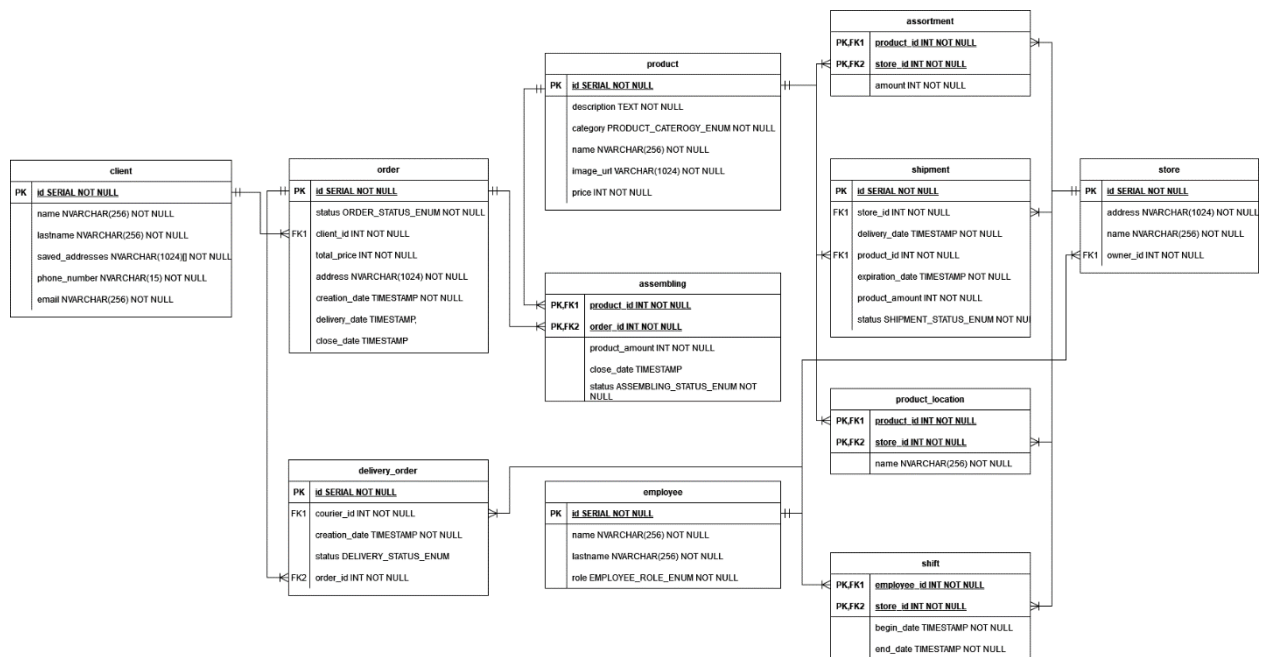 client
PK id SERIAL NOT NULL
name NVARCHAR(256) NOT NULL
lastname NVARCHAR(256) NOT NULL
saved_addresses NVARCHAR(1024)[] NOT NULL
phone_number NVARCHAR(15) NOT NULL
email NVARCHAR(256) NOT NULL
order
PK id SERIAL NOT NULL
status ORDER_STATUS_ENUM NOT NULL
FK1 client_id INT NOT NULL
total_price INT NOT NULL
address NVARCHAR(1024) NOT NULL
creation_date TIMESTAMP NOT NULL
delivery_date TIMESTAMP,
close_date TIMESTAMP
delivery_order
PK id SERIAL NOT NULL
FK1 courier_id INT NOT NULL
creation_date TIMESTAMP NOT NULL
status DELIVERY_STATUS_ENUM
FK2 order_id INT NOT NULL
product
PK id SERIAL NOT NULL
description TEXT NOT NULL
category PRODUCT_CATEROGY_ENUM NOT NULL
name NVARCHAR(256) NOT NULL
image_url VARCHAR(1024) NOT NULL
price INT NOT NULL
assembling
PK,FK1 product_id INT NOT NULL
PK,FK2 order_id INT NOT NULL
product_amount INT NOT NULL
close_date TIMESTAMP
status ASSEMBLING_STATUS_ENUM NOT
NULL
employee
PK id SERIAL NOT NULL
name NVARCHAR(256) NOT NULL
lastname NVARCHAR(256) NOT NULL
role EMPLOYEE_ROLE_ENUM NOT NULL
assortment
PK,FK1 product_id INT NOT NULL
PK,FK2 store_id INT NOT NULL
amount INT NOT NULL
shipment
PK id SERIAL NOT NULL
FK1 store_id INT NOT NULL
delivery_date TIMESTAMP NOT NULL
FK1 product_id INT NOT NULL
expiration_date TIMESTAMP NOT NULL
product_amount INT NOT NULL
status SHIPMENT_STATUS_ENUM NOT
product_location
PK,FK1 product_id INT NOT NULL
PK,FK2 store_id INT NOT NULL
name NVARCHAR(256) NOT NULL
shift
PK,FK1 employee_id INT NOT NULL
PK,FK2 store_id INT NOT NULL
begin_date TIMESTAMP NOT NULL
end_date TIMESTAMP NOT NULL
store
PK id SERIAL NOT NULL
address NVARCHAR(1024) NOT NULL
name NVARCHAR(256) NOT NULL
FK1 owner_id INT NOT NULL